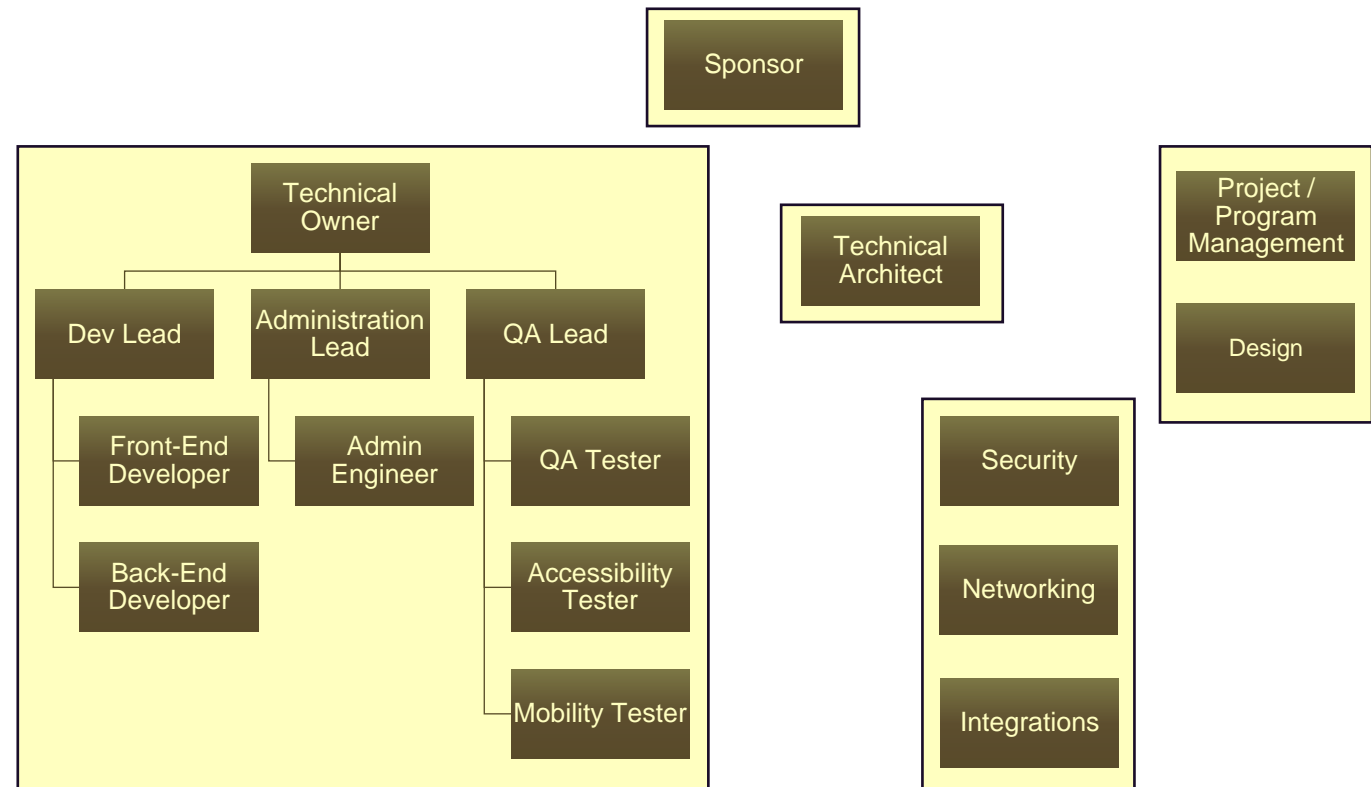 Sponsor
Technical
Owner
Dev Lead
Administration
Lead
QA Lead
Front-End
Developer
Admin
Engineer
QA Tester
Back-End
Developer
Accessibility
Tester
Mobility Tester
Technical
Architect
Project /
Program
Management
Design
Security
Networking
Integrations